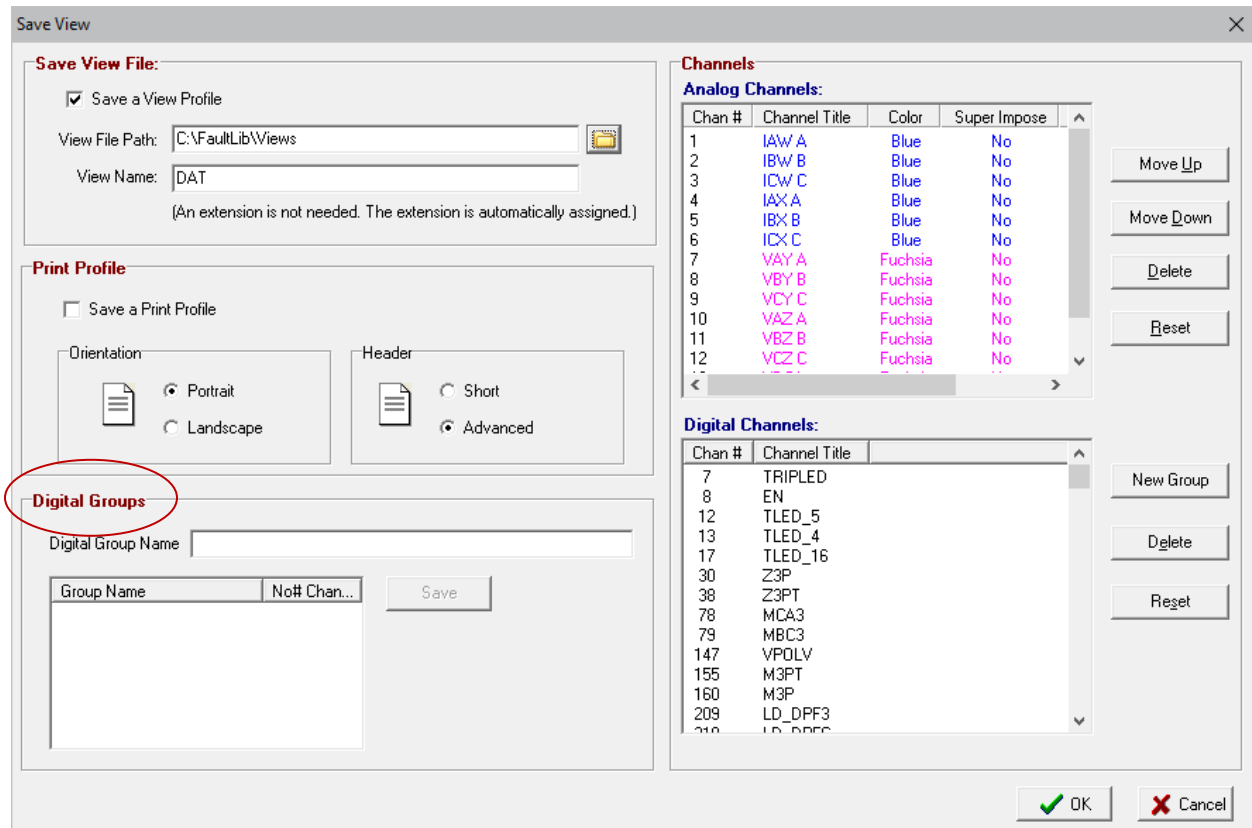 Save View
Save View File:
Save a View Profile
View File Path: C:\FaultLib\Views
View Name: DAT
(An extension is not needed. The extension is automatically assigned.)
Print Profile
Save a Print Profile
Orientation
Portrait
Landscape
Header
Short
Advanced
Digital Groups
Digital Group Name
Group Name No# Chan...
Save
Channels
Analog Channels:
Chan # Channel Title Color Super Impose
1 IAW A Blue No
2 IBW B Blue No
3 ICW C Blue No
4 IAX A Blue No
5 IBX B Blue No
6 ICX C Blue No
7 VAY A Fuchsia No
8 VBY B Fuchsia No
9 VCY C Fuchsia No
10 VAZ A Fuchsia No
11 VBZ B Fuchsia No
12 VCZ C Fuchsia No
Move Up
Move Down
Delete
Reset
Digital Channels:
Chan # Channel Title
7 TRIPLED
8 EN
12 TLED_5
13 TLED_4
17 TLED_16
30 Z3P
38 Z3PT
78 MCA3
79 MBC3
147 VPOLV
155 M3PT
160 M3P
209 LD_DPF3
New Group
Delete
Reset
OK
Cancel